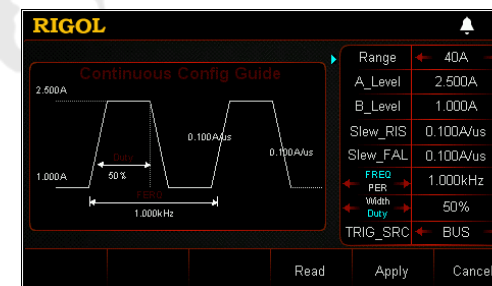 RIGOL
Continuous Config Guide
2.500A
0.100A/us
0.100A/us
Duty
50%
1.000A
FERQ
1.000kHz
Range 40A
A_Level 2.500A
B_Level 1.000A
Slew_RIS 0.100A/us
Slew_FAL 0.100A/us
FREQ
PER
1.000kHz
Width
Duty
50%
TRIG_SRC BUS
Read Apply Cancel